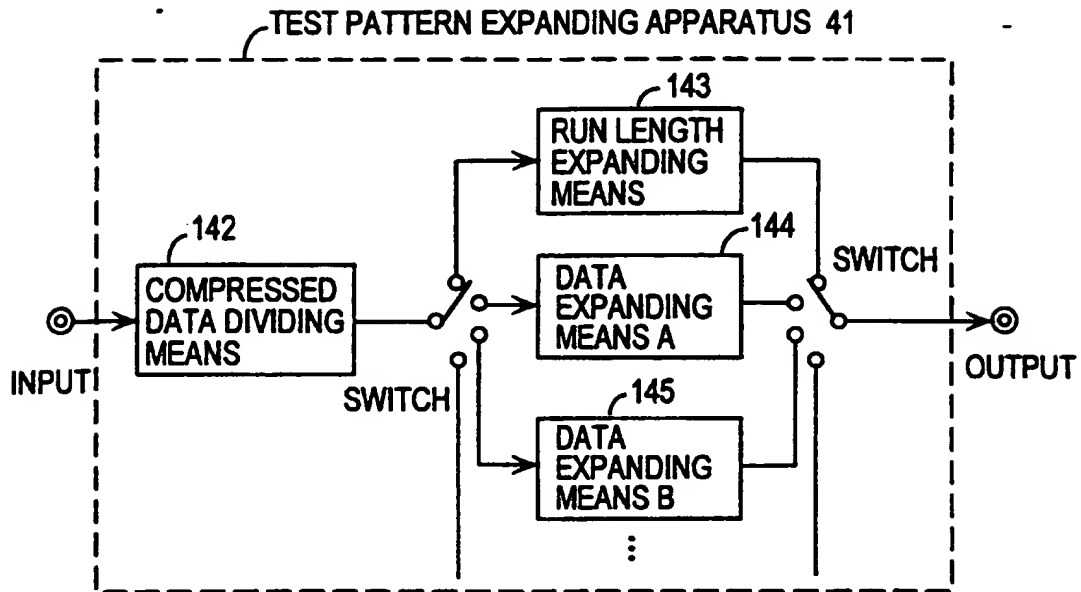 TEST PATTERN EXPANDING APPARATUS 41
143
RUN LENGTH
EXPANDING
MEANS
142
COMPRESSED
DATA DIVIDING
MEANS
144
DATA
EXPANDING
MEANS A
SWITCH
INPUT
SWITCH
OUTPUT
145
DATA
EXPANDING
MEANS B